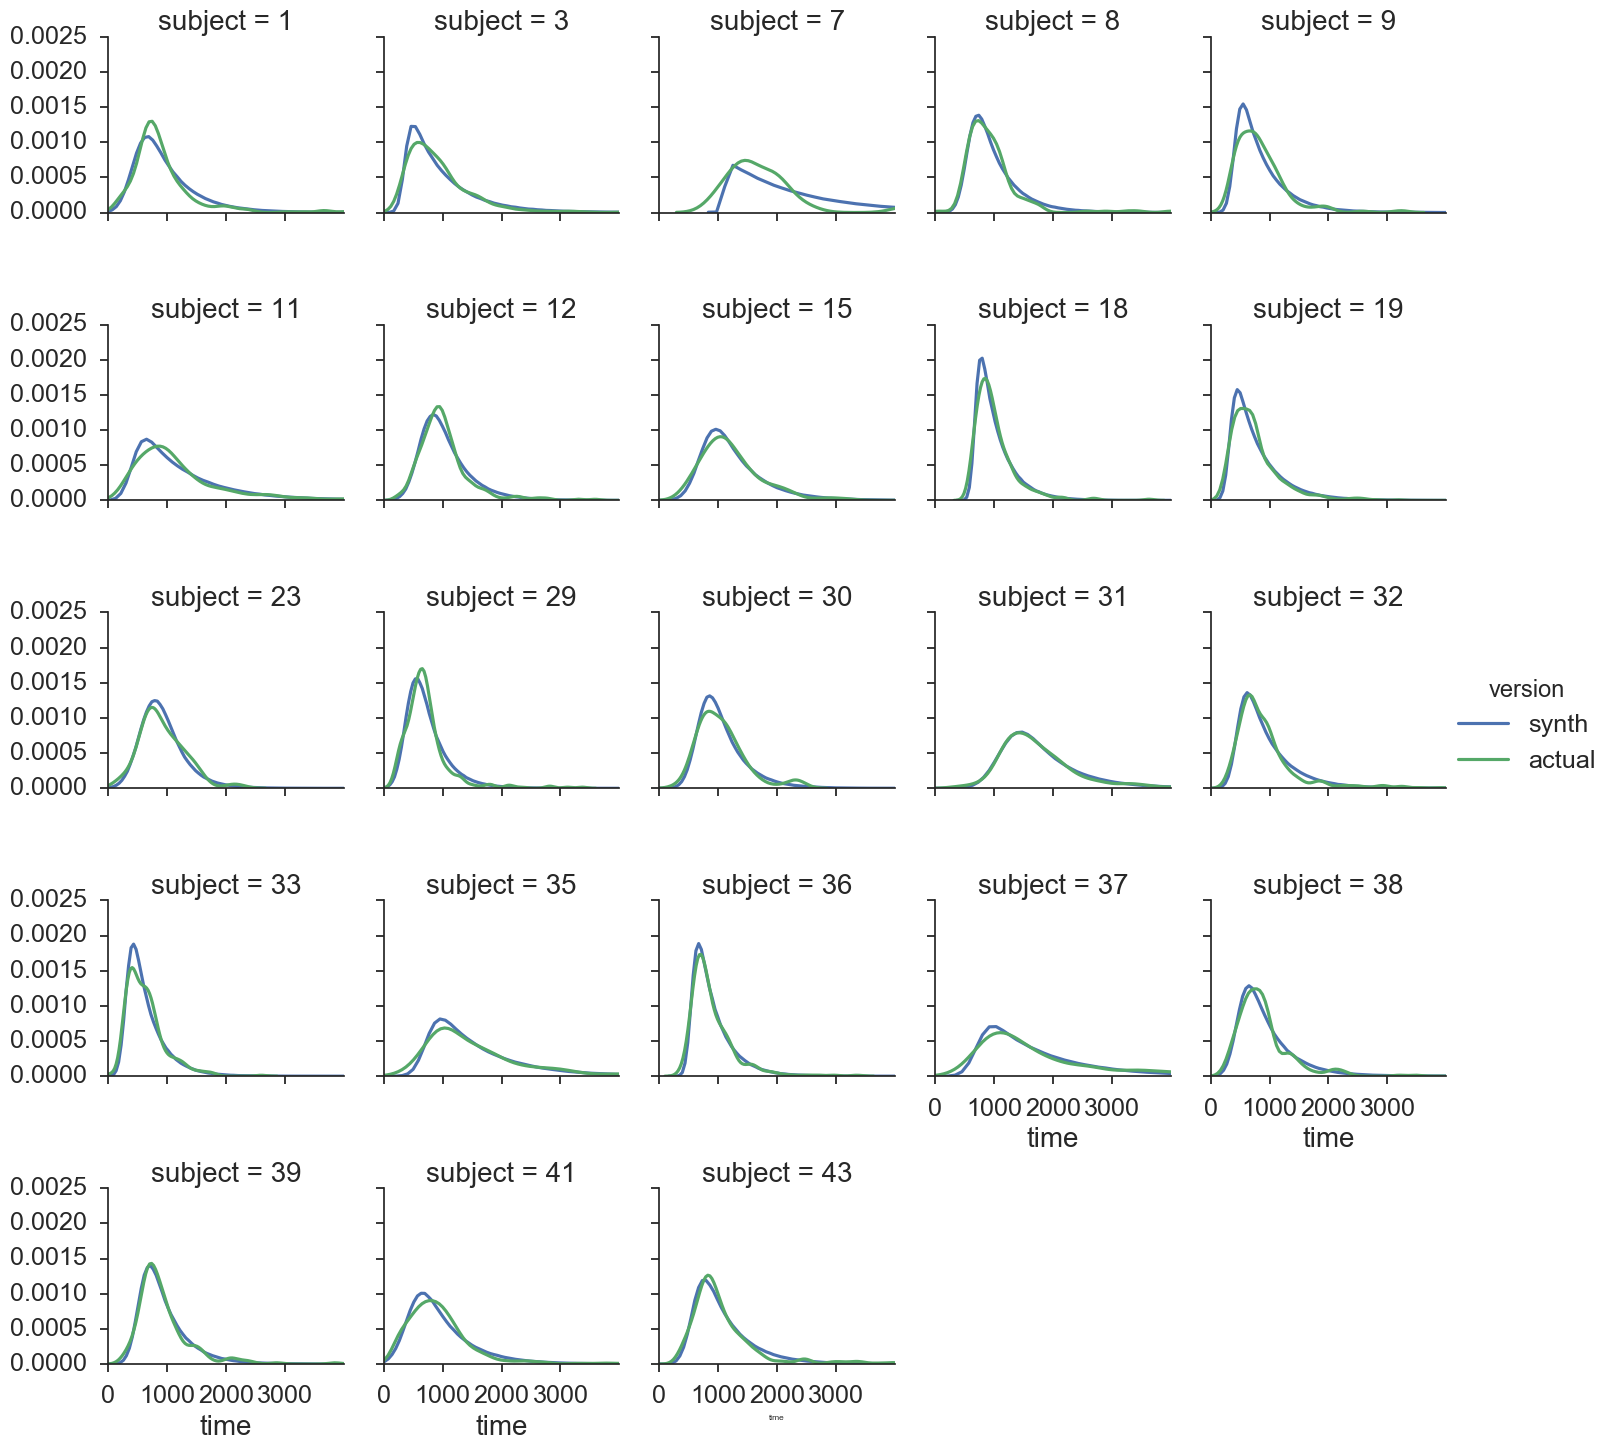 subject = 1 subject = 3 subject = 7 subject = 8 subject = 9
0.0025
0.0020
0.0015
0.0010
0.0005
0.0000
subject = 11 subject = 12 subject = 15 subject = 18 subject = 19
0.0025
0.0020
0.0015
0.0010
0.0005
0.0000
subject = 23 subject = 29 subject = 30 subject = 31 subject = 32
0.0025
0.0020
0.0015
0.0010
0.0005
0.0000
version
synth
actual
subject = 33 subject = 35 subject = 36 subject = 37 subject = 38
0.0025
0.0020
0.0015
0.0010
0.0005
0.0000
0 1000 2000 3000 0 1000 2000 3000
time time
subject = 39 subject = 41 subject = 43
0.0025
0.0020
0.0015
0.0010
0.0005
0.0000
0 1000 2000 3000 0 1000 2000 3000 0 1000 2000 3000
time time time